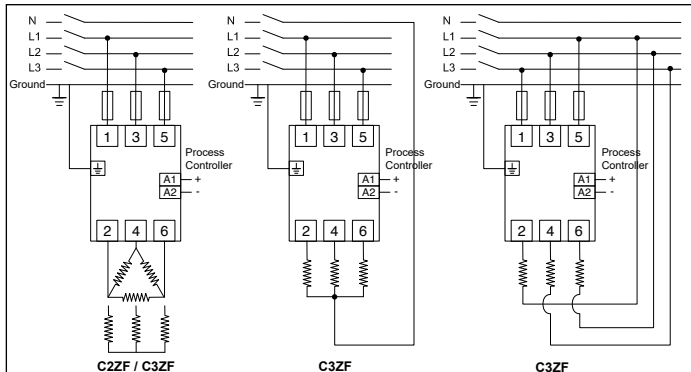 N
L1
L2
L3
Ground
1 3 5
Process
Controller
A1 +
A2 -
2 4 6
C2ZF / C3ZF
N
L1
L2
L3
Ground
1 3 5
Process
Controller
A1 +
A2 -
2 4 6
C3ZF
N
L1
L2
L3
Ground
1 3 5
Process
Controller
A1 +
A2 -
2 4 6
C3ZF